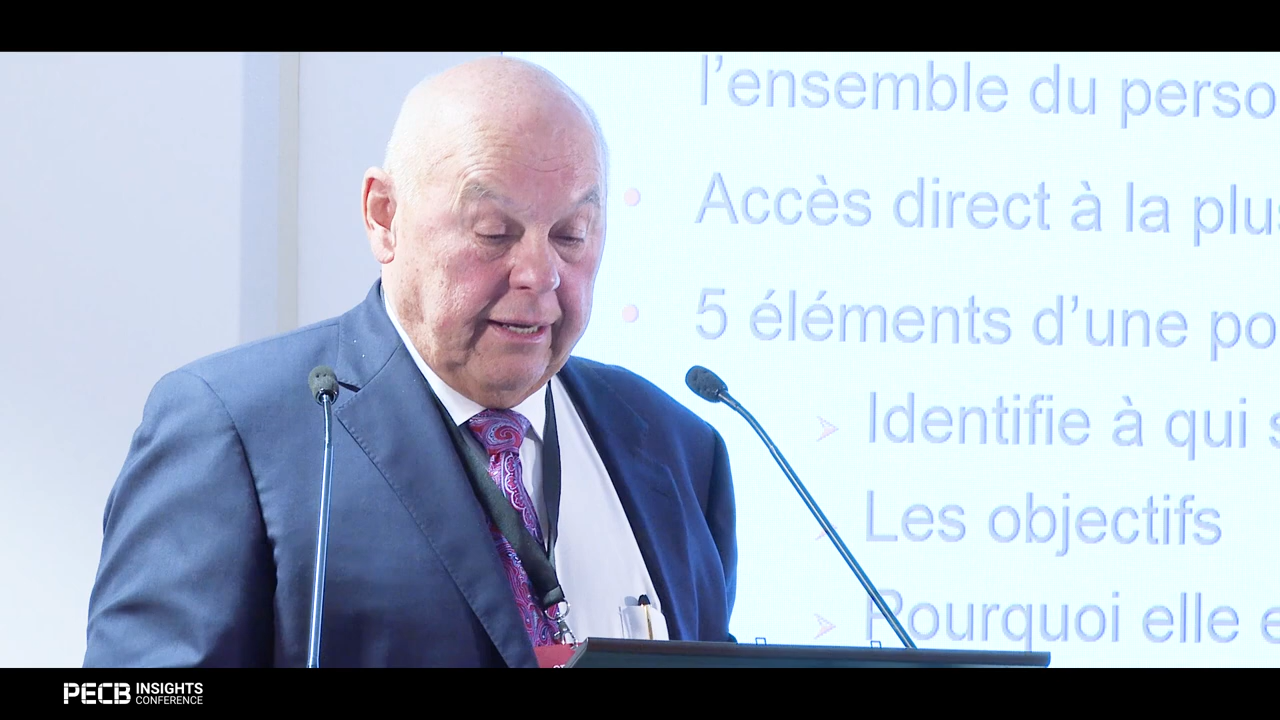 l'ensemble du perso
Accès direct à la plus
5 éléments d'une po
Identifie à qui s
Les objectifs
Pourquoi elle e
PECB INSIGHTS
CONFERENCE